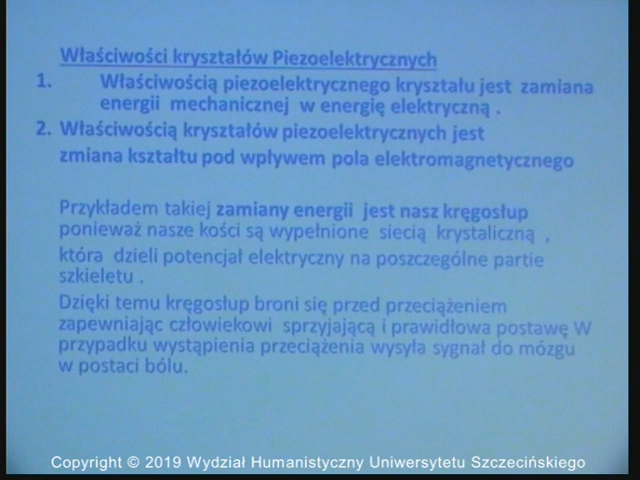 Właściwości kryształów Piezoelektrycznych
1. Właściwością piezoelektrycznego kryształu jest zamiana
energii mechanicznej w energię elektryczną .
2. Właściwością kryształów piezoelektrycznych jest
zmiana kształtu pod wpływem pola elektromagnetycznego
Przykładem takiej zamiany energii jest nasz kręgosłup
ponieważ nasze kości są wypełnione siecią krystaliczną ,
która dzieli potencjał elektryczny na poszczególne partie
szkieletu .
Dzięki temu kręgosłup broni się przed przeciążeniem
zapewniając człowiekowi sprzyjającą i prawidłowa postawę W
przypadku wystąpienia przeciążenia wysyła sygnał do mózgu
w postaci bólu.
Copyright © 2019 Wydział Humanistyczny Uniwersytetu Szczecińskiego